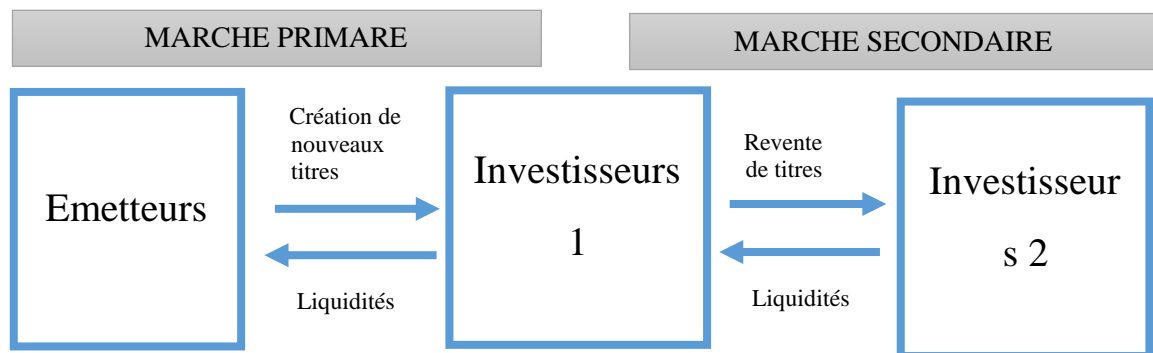 MARCHE PRIMARE
MARCHE SECONDAIRE
Emetteurs
Création de
nouveaux
titres
Liquidités
Investisseurs
1
Revente
de titres
Liquidités
Investisseur
s 2